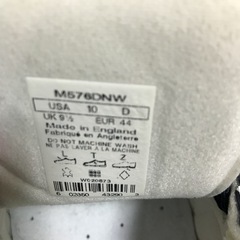 M576DNW
USA 10 D
UK 9½ EUR 44
Made in England
Fabriqué en Angleterre
DO NOT MACHINE WASH
NE PAS LAVER A LA MACHINE
L T Z
W020873